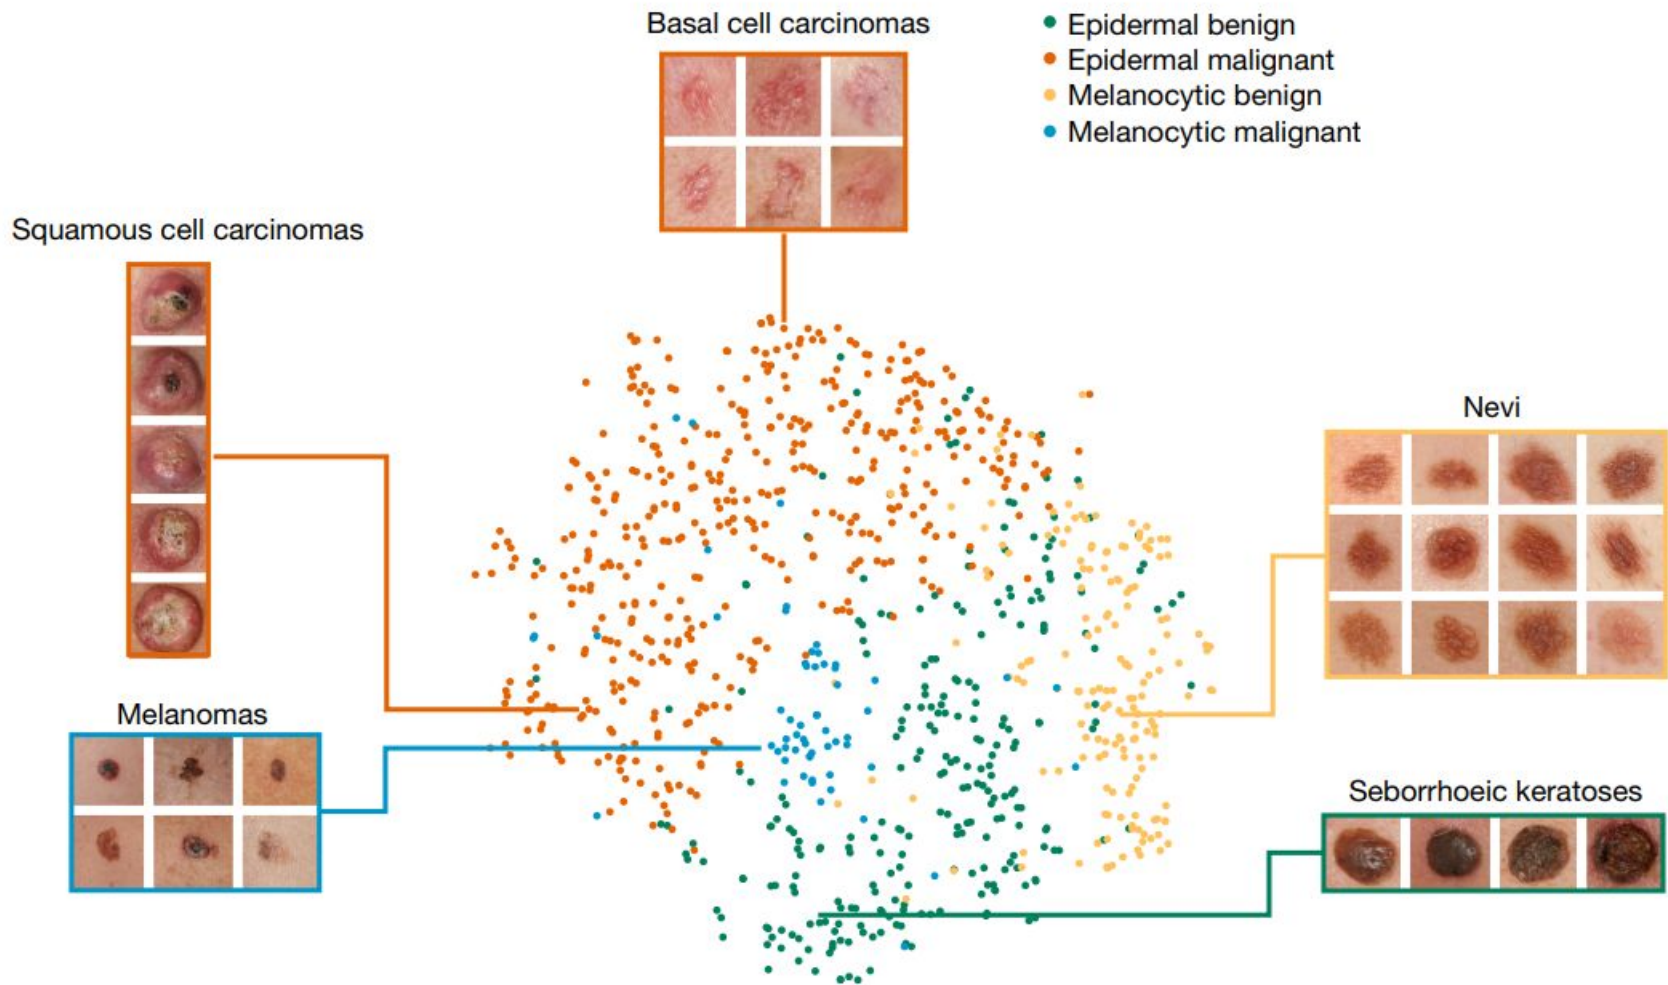 Basal cell carcinomas
Epidermal benign
Epidermal malignant
Melanocytic benign
Melanocytic malignant
Squamous cell carcinomas
Nevi
Melanomas
Seborrhoeic keratoses